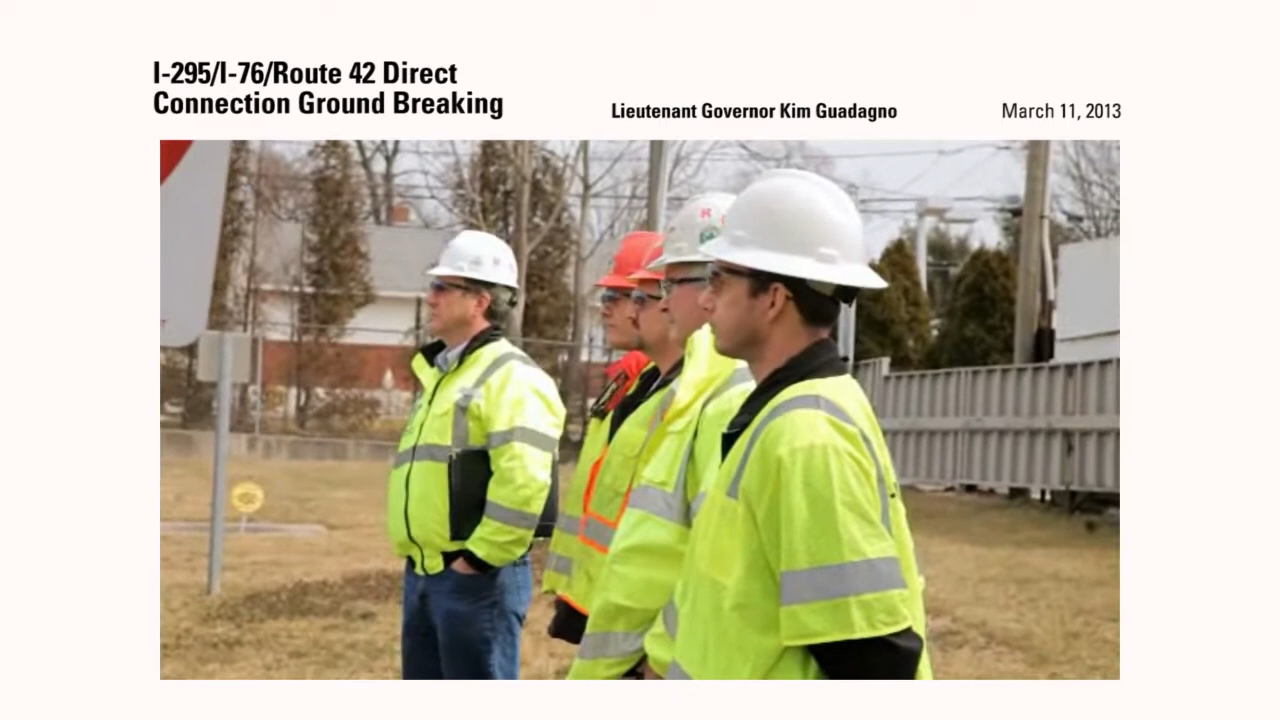 I-295/I-76/Route 42 Direct
Connection Ground Breaking
Lieutenant Governor Kim Guadagno
March 11, 2013